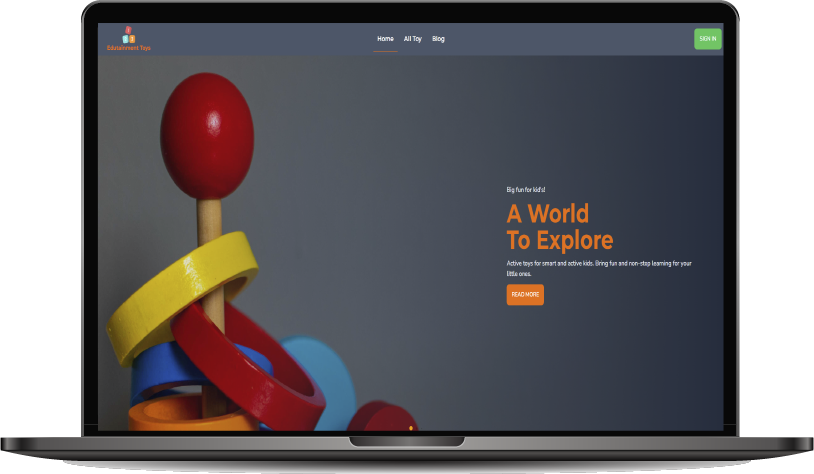 Edutainment Toys
Home All Toy Blog
SIGN IN
Big fun for kid's!
A World
To Explore
Active toys for smart and active kids. Bring fun and non-stop learning for your
little ones.
READ MORE